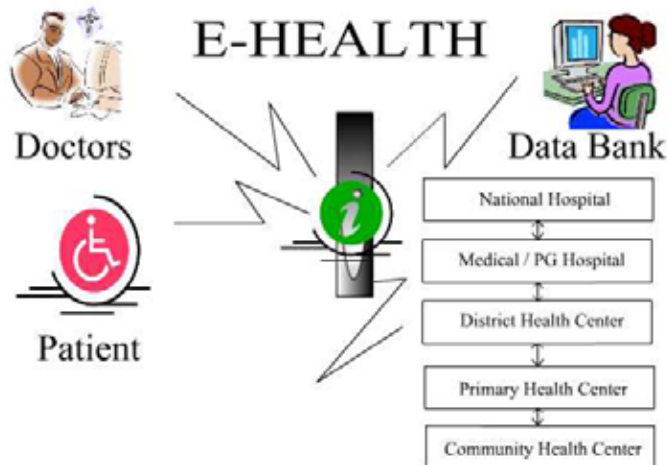 E-HEALTH
Doctors
Data Bank
i
Patient
National Hospital
Medical / PG Hospital
District Health Center
Primary Health Center
Community Health Center